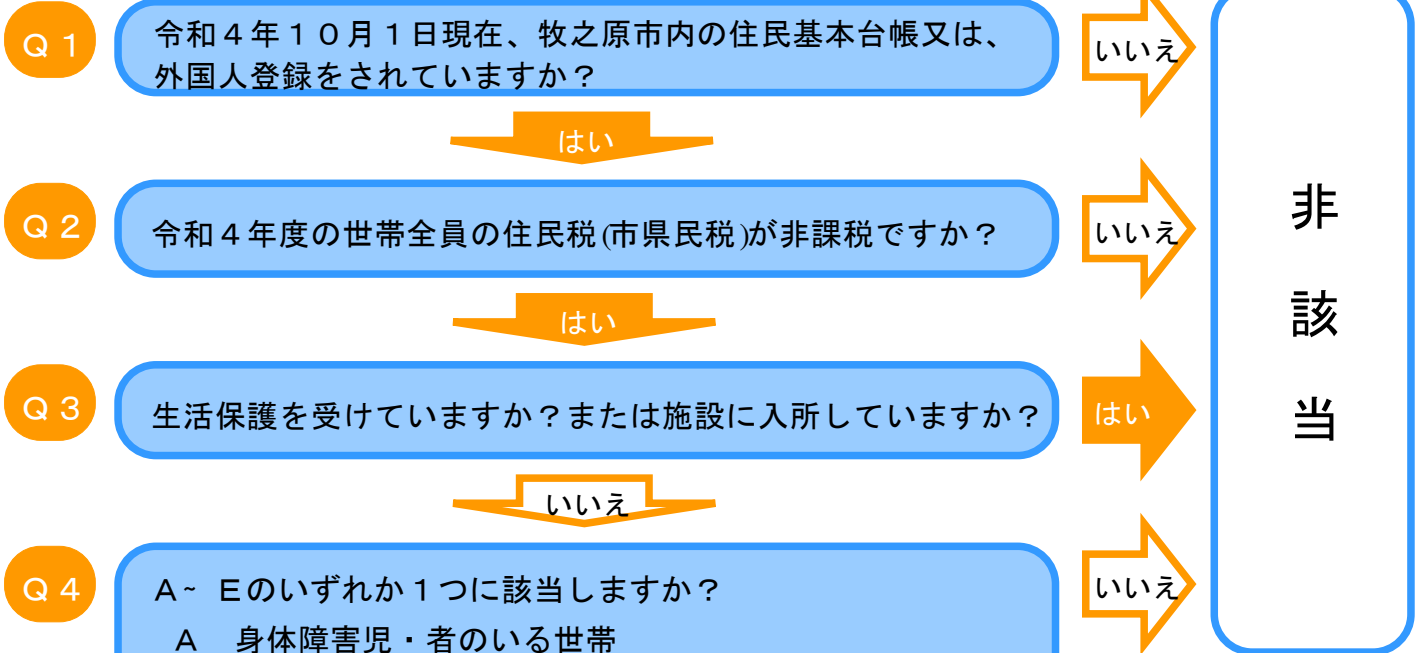 Q１
令和４年１０月１日現在、牧之原市内の住民基本台帳又は、
外国人登録をされていますか？
いいえ
はい
Q２
令和４年度の世帯全員の住民税(市県民税)が非課税ですか？
いいえ
はい
Q３
生活保護を受けていますか？または施設に入所していますか？
はい
いいえ
Q４
A~ Eのいずれか１つに該当しますか？
A　身体障害児・者のいる世帯
いいえ
非
該
当